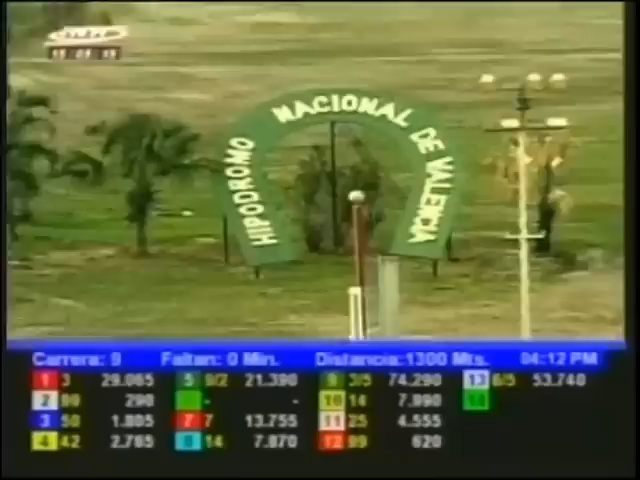 HIPODROMO NACIONAL DE VALENCIA
Carrera: 9 Faltan: 0 Min. Distancia:1300 Mts. 04:12 PM
1 3 29.065 5 9/2 21.390 9 3/5 74.290 13 6/5 53.740
2 99 290 - - 10 14 7.990
3 50 1.805 7 7 13.755 11 25 4.555
4 42 2.765 8 14 7.870 12 99 620